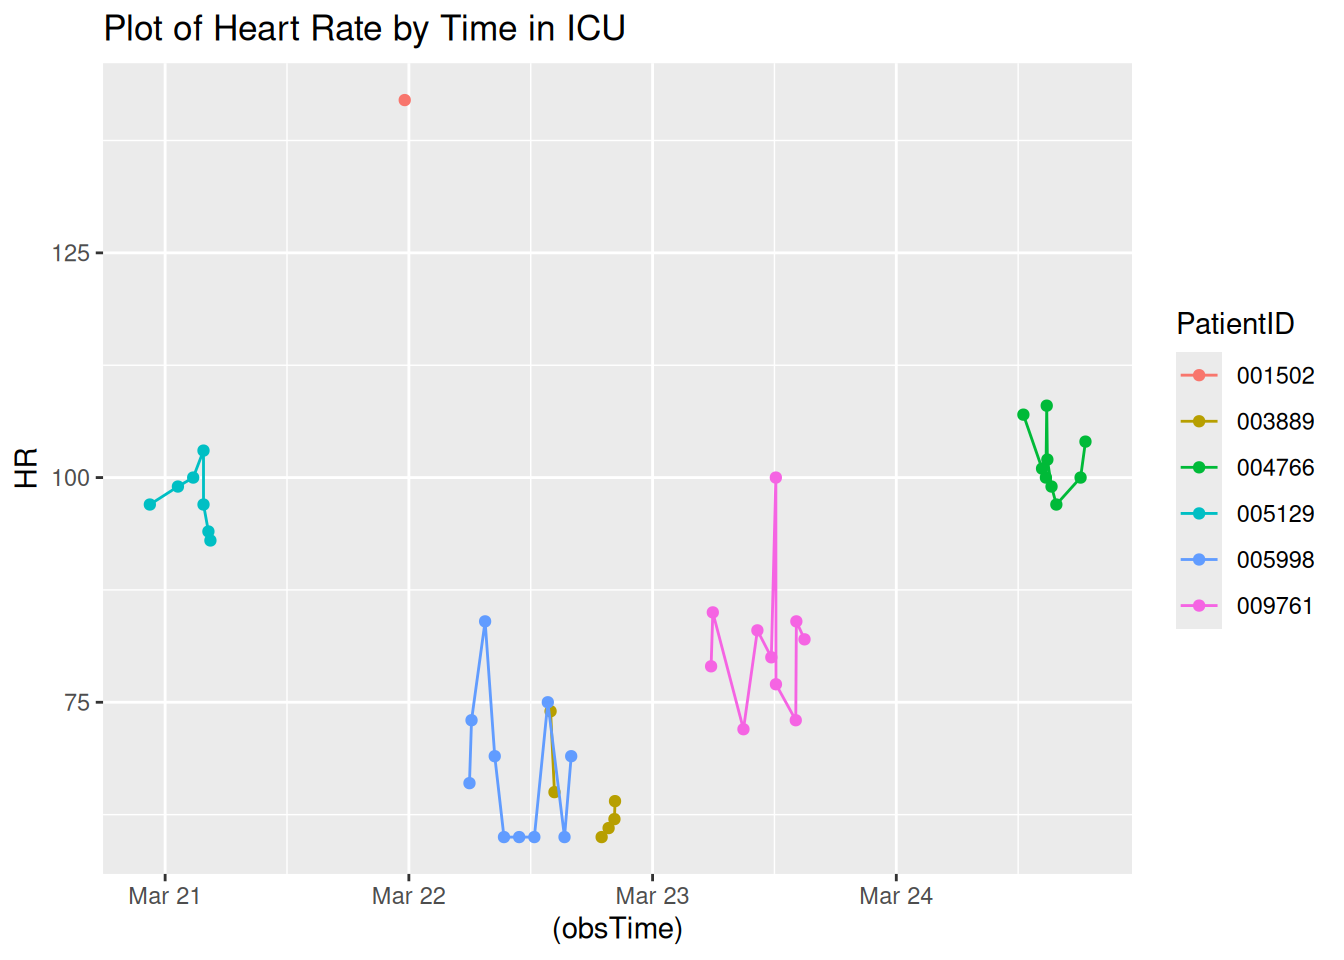 Plot of Heart Rate by Time in ICU
HR
125
100
75
Mar 21 Mar 22 Mar 23 Mar 24
(obsTime)
PatientID
001502
003889
004766
005129
005998
009761